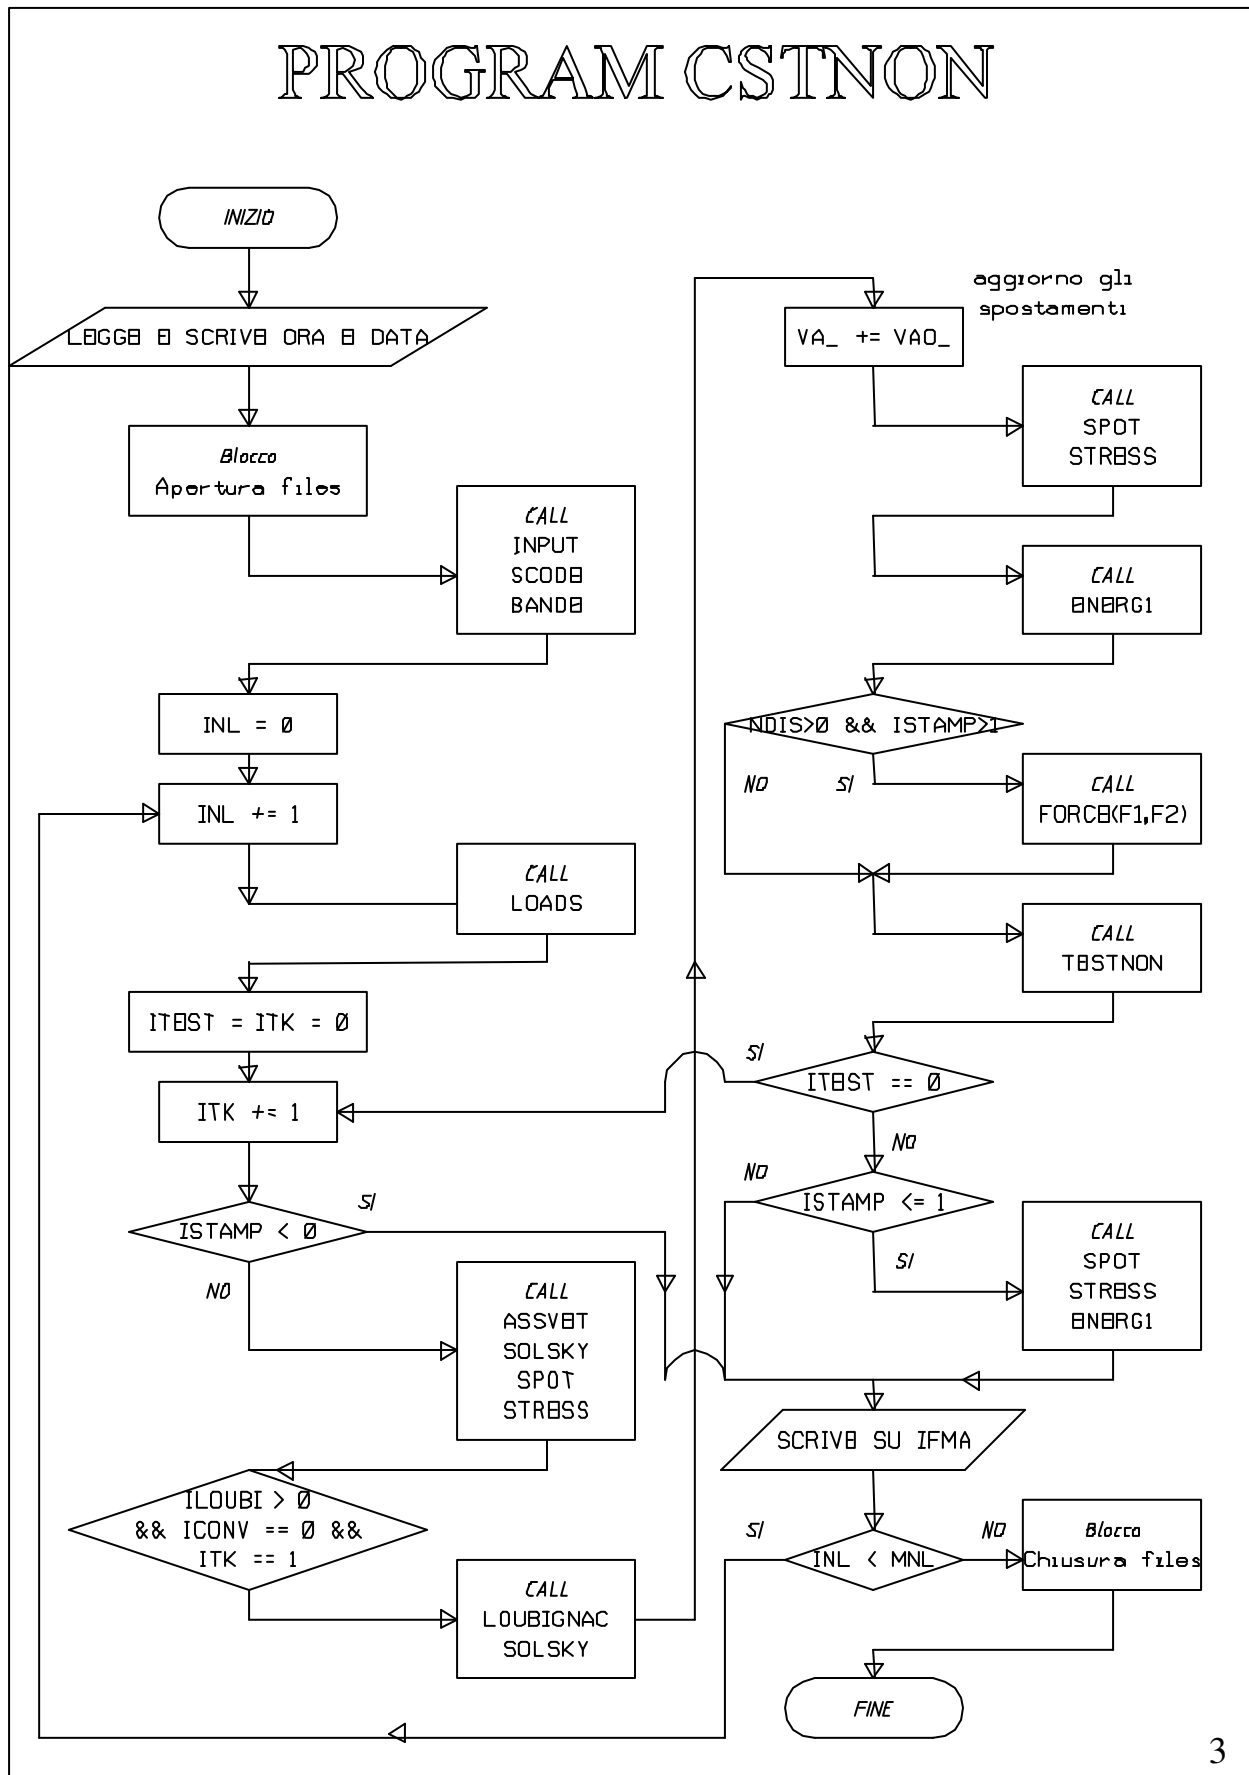 PROGRAM CSTNON
INIZIO
LEGGE E SCRIVE ORA E DATA
Blocco
Apertura files
CALL
INPUT
SCODE
BANDE
INL = 0
INL += 1
CALL
LOADS
ITEST = ITK = 0
ITK += 1
ISTAMP < 0
SI
NO
CALL
ASSVET
SOLSKY
SPOT
STRESS
ILOUBI > 0
&& ICONV == 0 &&
ITK == 1
CALL
LOUBIGNAC
SOLSKY
aggiorno gli
spostamenti
VA_ += VAO_
CALL
SPOT
STRESS
CALL
ENERG1
NDIS>0 && ISTAMP>1
NO
SI
CALL
FORCE(F1,F2)
CALL
TESTNON
SI
ITEST == 0
NO
NO
ISTAMP <= 1
SI
CALL
SPOT
STRESS
ENERG1
SCRIVE SU IFMA
SI
INL < MNL
NO
Blocco
Chiusura files
FINE
3